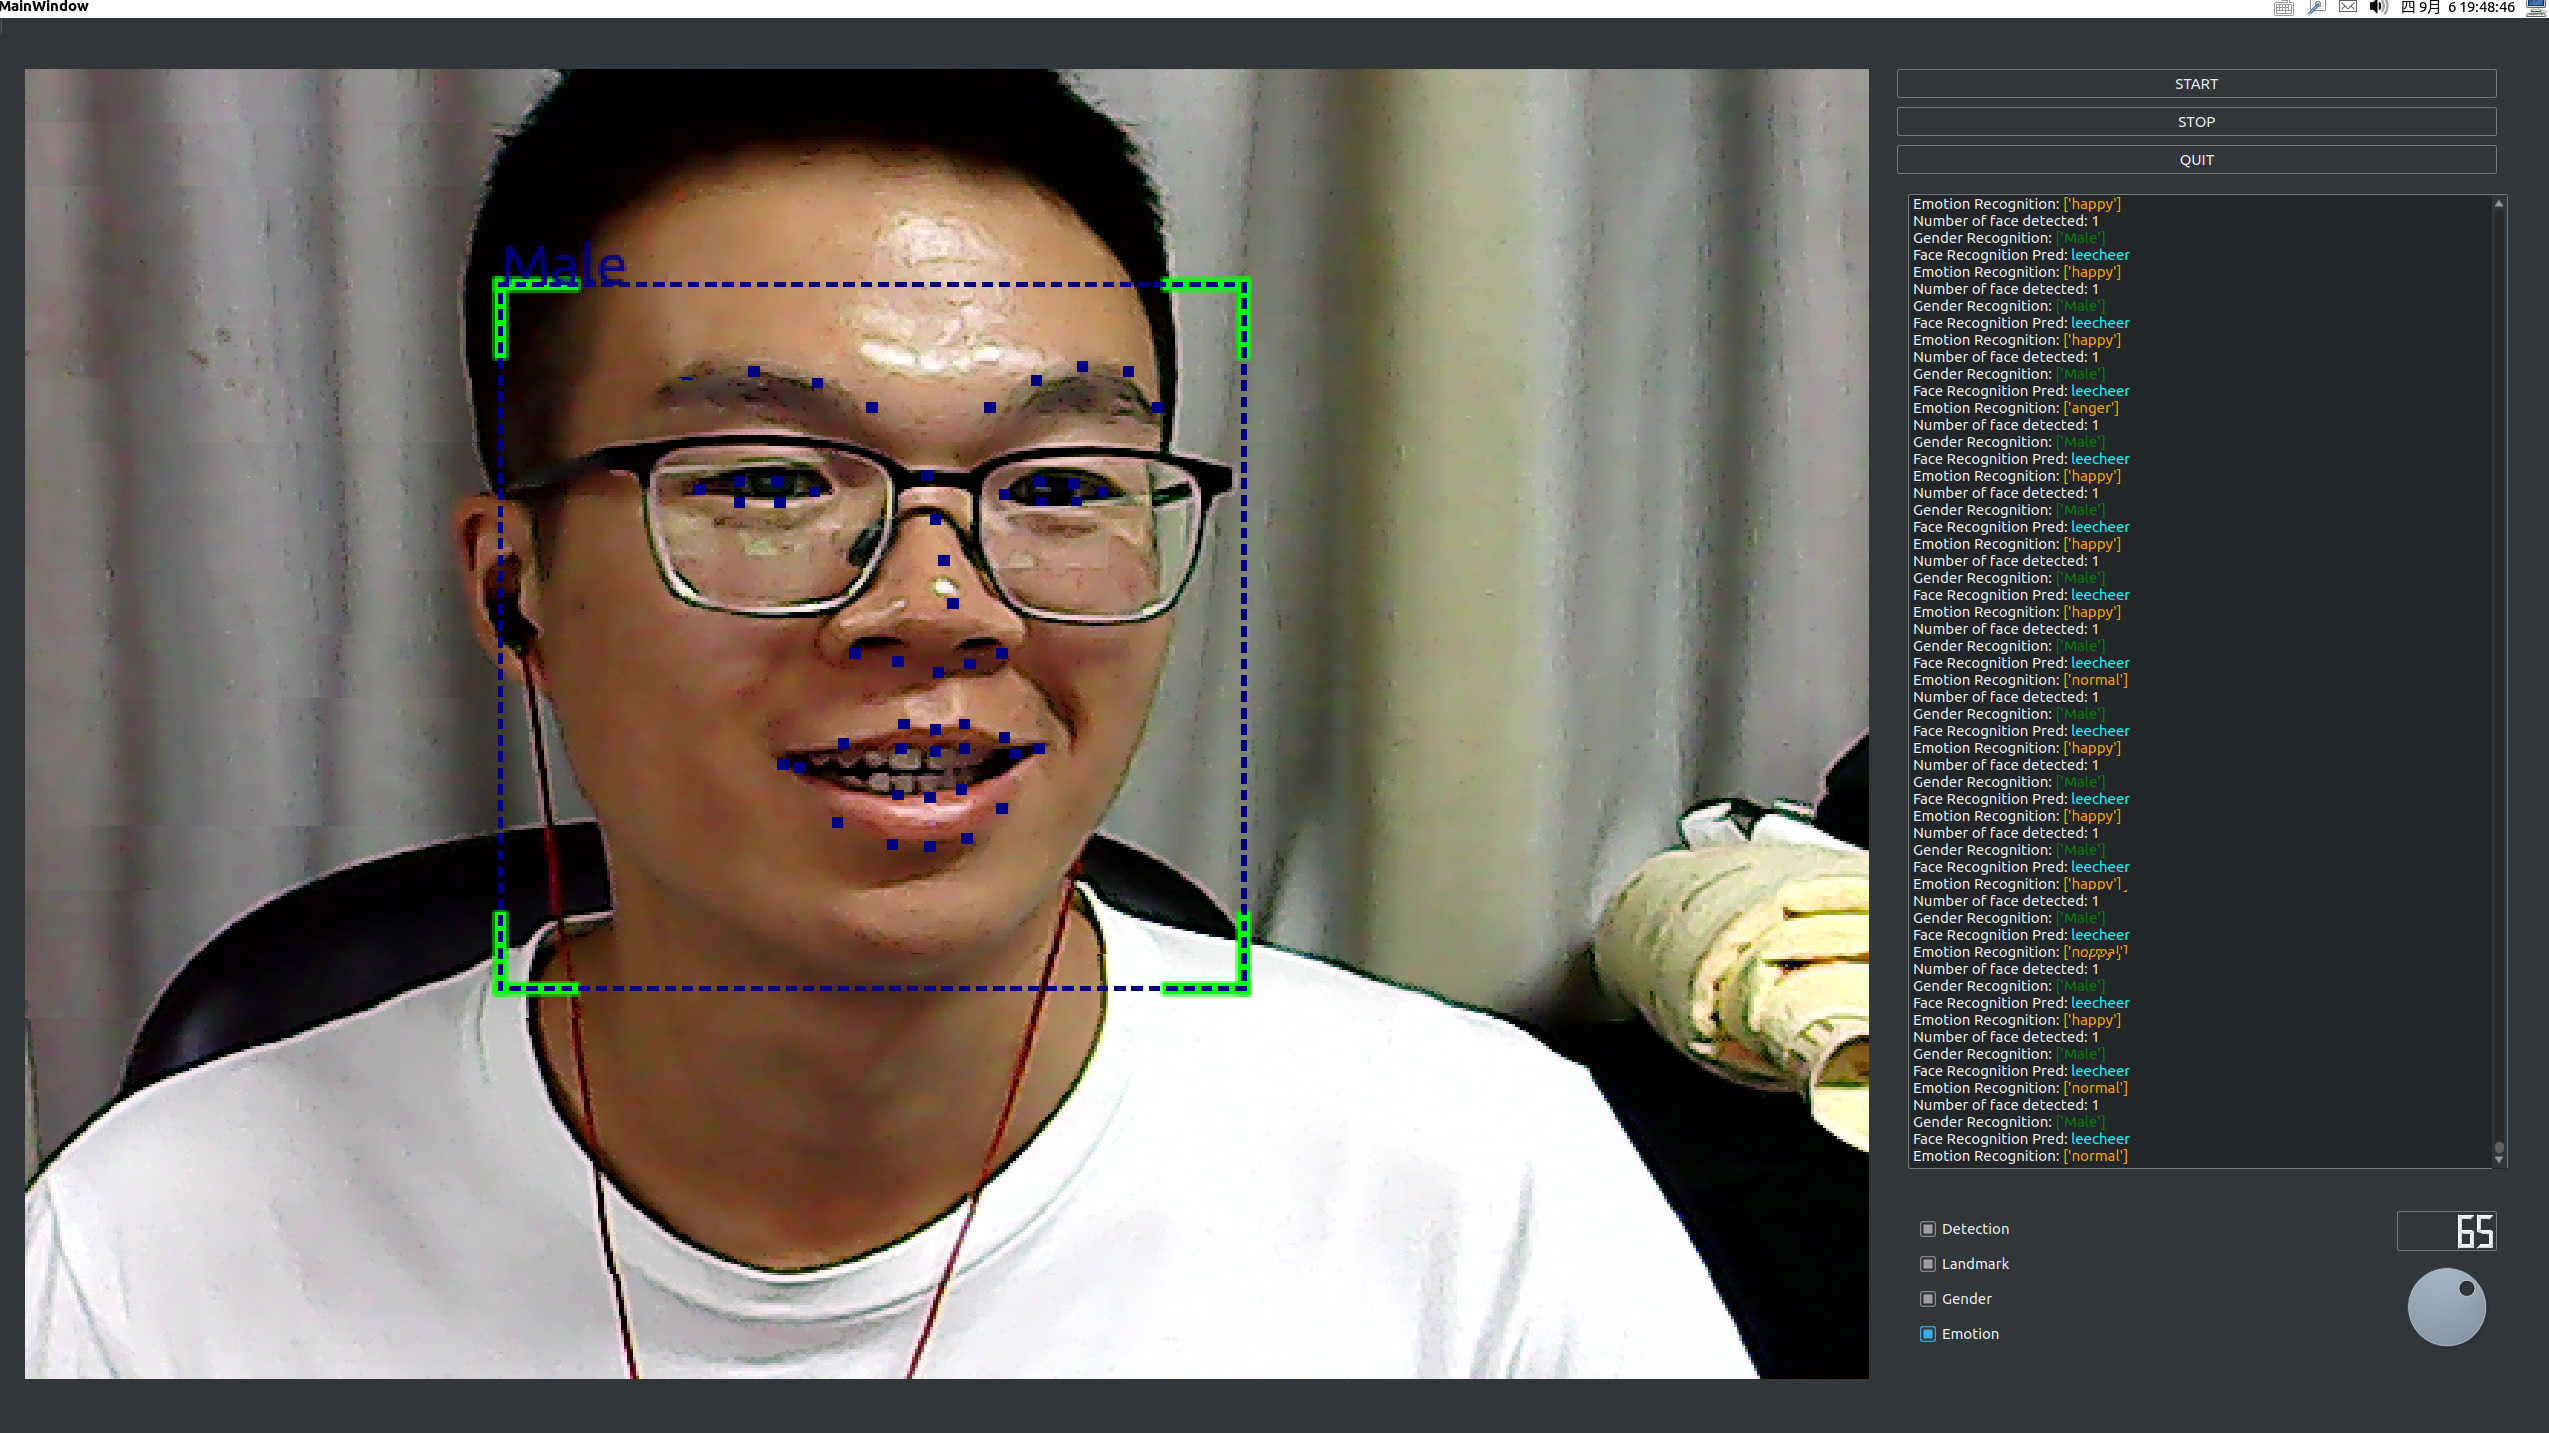 MainWindow
四 9月 6 19:48:46
Male
START
STOP
QUIT
Emotion Recognition: ['happy']
Number of face detected: 1
Gender Recognition: ['Male']
Face Recognition Pred: leecheer
Emotion Recognition: ['happy']
Number of face detected: 1
Gender Recognition: ['Male']
Face Recognition Pred: leecheer
Emotion Recognition: ['happy']
Number of face detected: 1
Gender Recognition: ['Male']
Face Recognition Pred: leecheer
Emotion Recognition: ['anger']
Number of face detected: 1
Gender Recognition: ['Male']
Face Recognition Pred: leecheer
Emotion Recognition: ['happy']
Number of face detected: 1
Gender Recognition: ['Male']
Face Recognition Pred: leecheer
Emotion Recognition: ['happy']
Number of face detected: 1
Gender Recognition: ['Male']
Face Recognition Pred: leecheer
Emotion Recognition: ['happy']
Number of face detected: 1
Gender Recognition: ['Male']
Face Recognition Pred: leecheer
Emotion Recognition: ['normal']
Number of face detected: 1
Gender Recognition: ['Male']
Face Recognition Pred: leecheer
Emotion Recognition: ['happy']
Number of face detected: 1
Gender Recognition: ['Male']
Face Recognition Pred: leecheer
Emotion Recognition: ['happy']
Number of face detected: 1
Gender Recognition: ['Male']
Face Recognition Pred: leecheer
Emotion Recognition: ['happy']
Number of face detected: 1
Gender Recognition: ['Male']
Face Recognition Pred: leecheer
Emotion Recognition:
Number of face detected: 1
Gender Recognition: ['Male']
Face Recognition Pred: leecheer
Emotion Recognition: ['happy']
Number of face detected: 1
Gender Recognition: ['Male']
Face Recognition Pred: leecheer
Emotion Recognition: ['normal']
Number of face detected: 1
Gender Recognition: ['Male']
Face Recognition Pred: leecheer
Emotion Recognition: ['normal']
Detection
65
Landmark
Gender
Emotion